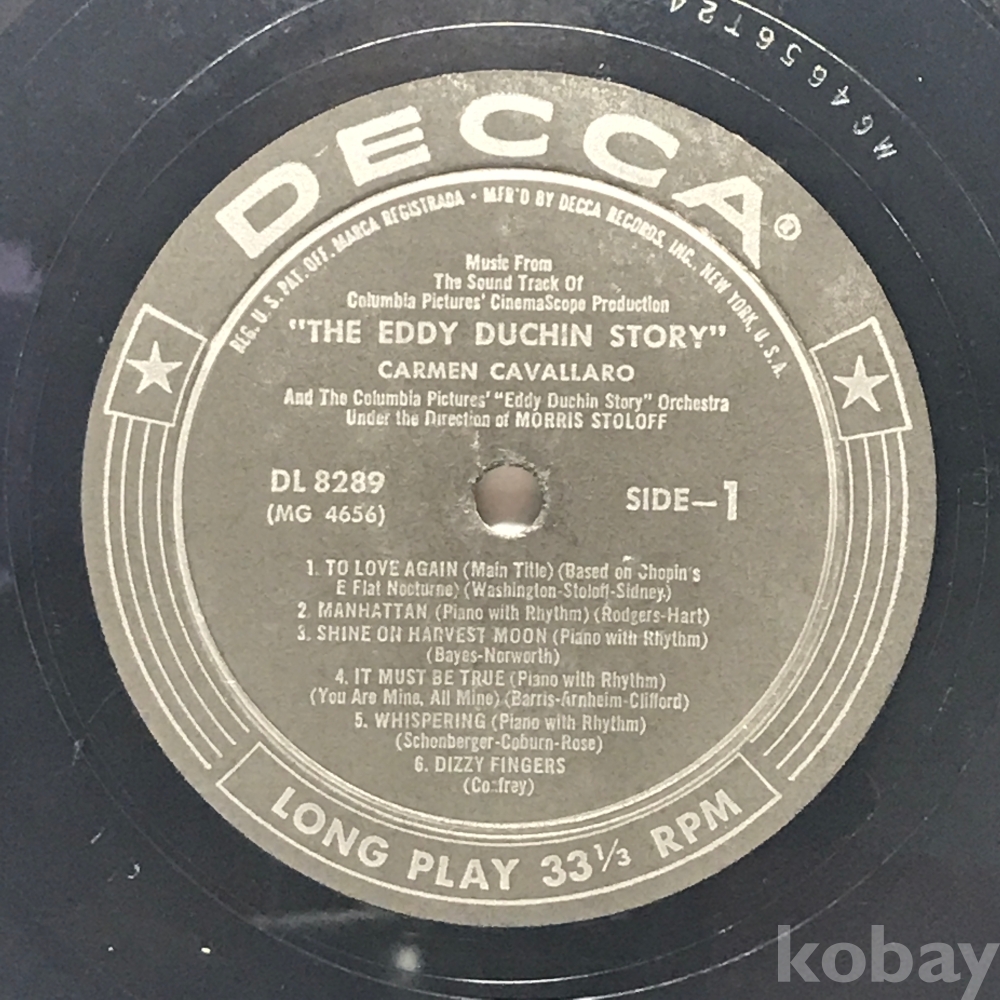 MG4656T2A
DECCA®
REG. U.S. PAT. OFF. MARCA REGISTRADA • MFR'D BY DECCA RECORDS, INC., NEW YORK, U.S.A.
Music From
The Sound Track Of
Columbia Pictures' CinemaScope Production
"THE EDDY DUCHIN STORY"
CARMEN CAVALLARO
And The Columbia Pictures' "Eddy Duchin Story" Orchestra
Under the Direction of MORRIS STOLOFF
DL 8289
(MG 4656)
SIDE—1
1. TO LOVE AGAIN (Main Title) (Based on Chopin's
E Flat Nocturne) (Washington-Stoloff-Sidney)
2. MANHATTAN (Piano with Rhythm) (Rodgers-Hart)
3. SHINE ON HARVEST MOON (Piano with Rhythm)
(Bayes-Norworth)
4. IT MUST BE TRUE (Piano with Rhythm)
(You Are Mine, All Mine) (Barris-Arnheim-Clifford)
5. WHISPERING (Piano with Rhythm)
(Schonberger-Coburn-Rose)
6. DIZZY FINGERS
(Confrey)
LONG PLAY 33 1/3 RPM
kobay